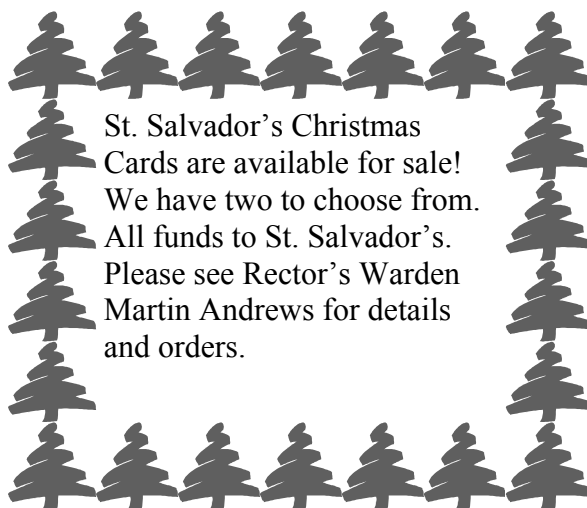 St. Salvador’s Christmas
Cards are available for sale!
We have two to choose from.
All funds to St. Salvador’s.
Please see Rector’s Warden
Martin Andrews for details
and orders.